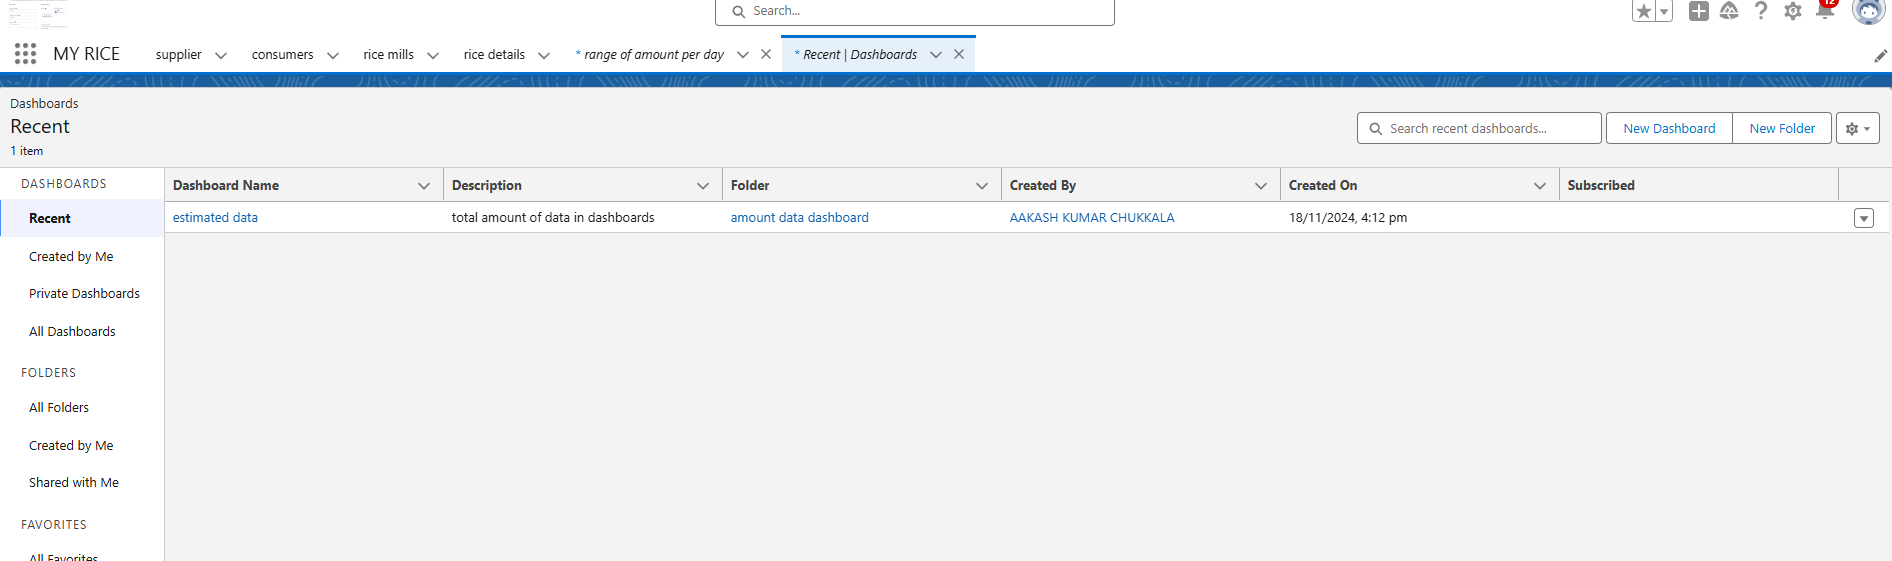 Search...
12
MY RICE supplier consumers rice mills rice details * range of amount per day * Recent | Dashboards
Dashboards
Recent
1 item
Search recent dashboards... New Dashboard New Folder
DASHBOARDS
Dashboard Name Description Folder Created By Created On Subscribed
Recent
estimated data total amount of data in dashboards amount data dashboard AAKASH KUMAR CHUKKALA 18/11/2024, 4:12 pm
Created by Me
Private Dashboards
All Dashboards
FOLDERS
All Folders
Created by Me
Shared with Me
FAVORITES
All Favorites